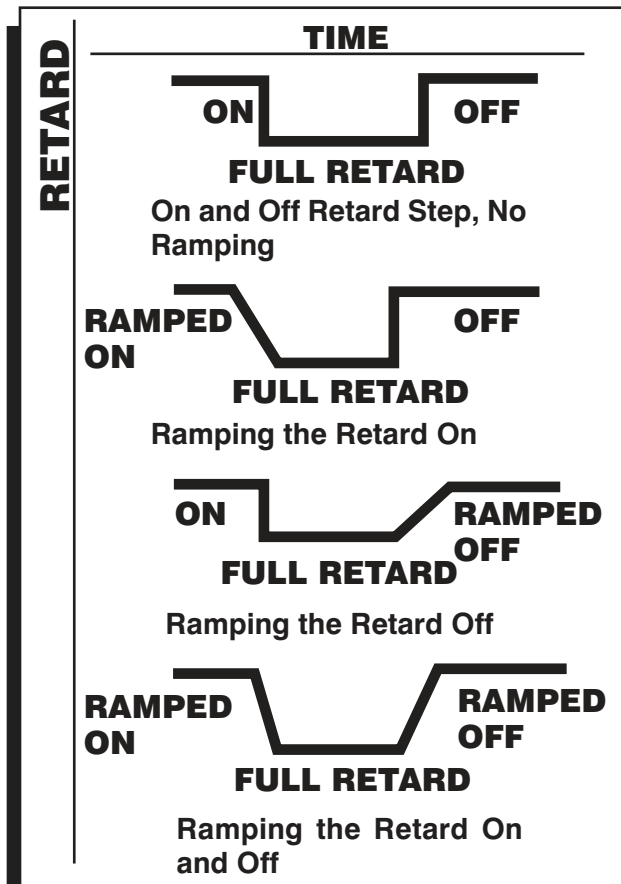 RETARD
TIME
ON
OFF
FULL RETARD
On and Off Retard Step, No
Ramping
RAMPED
ON
OFF
FULL RETARD
Ramping the Retard On
ON
RAMPED
OFF
FULL RETARD
Ramping the Retard Off
RAMPED
ON
RAMPED
OFF
FULL RETARD
Ramping the Retard On
and Off